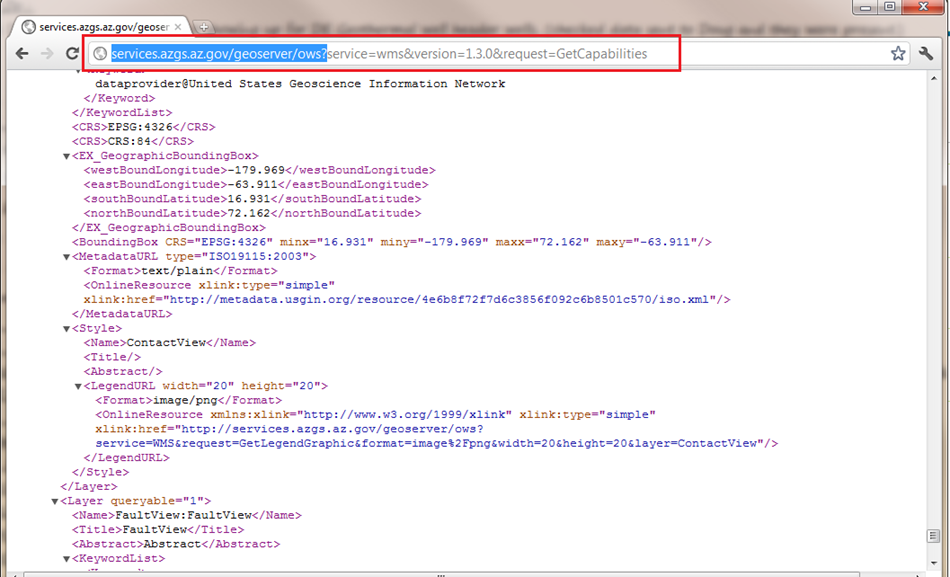 services.azgs.az.gov/geoser
services.azgs.az.gov/geoserver/ows?service=wms&version=1.3.0&request=GetCapabilities
dataprovider@United States Geoscience Information Network
</Keyword>
</KeywordList>
<CRS>EPSG:4326</CRS>
<CRS>CRS:84</CRS>
▼<EX_GeographicBoundingBox>
<westBoundLongitude>-179.969</westBoundLongitude>
<eastBoundLongitude>-63.911</eastBoundLongitude>
<southBoundLatitude>16.931</southBoundLatitude>
<northBoundLatitude>72.162</northBoundLatitude>
</EX_GeographicBoundingBox>
<BoundingBox CRS="EPSG:4326" minx="16.931" miny="-179.969" maxx="72.162" maxy="-63.911"/>
▼<MetadataURL type="ISO19115:2003">
<Format>text/plain</Format>
<OnlineResource xlink:type="simple"
xlink:href="http://metadata.usgin.org/resource/4e6b8f72f7d6c3856f092c6b8501c570/iso.xml"/>
</MetadataURL>
▼<Style>
<Name>ContactView</Name>
<Title/>
<Abstract/>
▼<LegendURL width="20" height="20">
<Format>image/png</Format>
<OnlineResource xmlns:xlink="http://www.w3.org/1999/xlink" xlink:type="simple"
xlink:href="http://services.azgs.az.gov/geoserver/ows?
service=WMS&request=GetLegendGraphic&format=image%2Fpng&width=20&height=20&layer=ContactView"/>
</LegendURL>
</Style>
</Layer>
▼<Layer queryable="1">
<Name>FaultView:FaultView</Name>
<Title>FaultView</Title>
<Abstract>Abstract</Abstract>
▼<KeywordList>